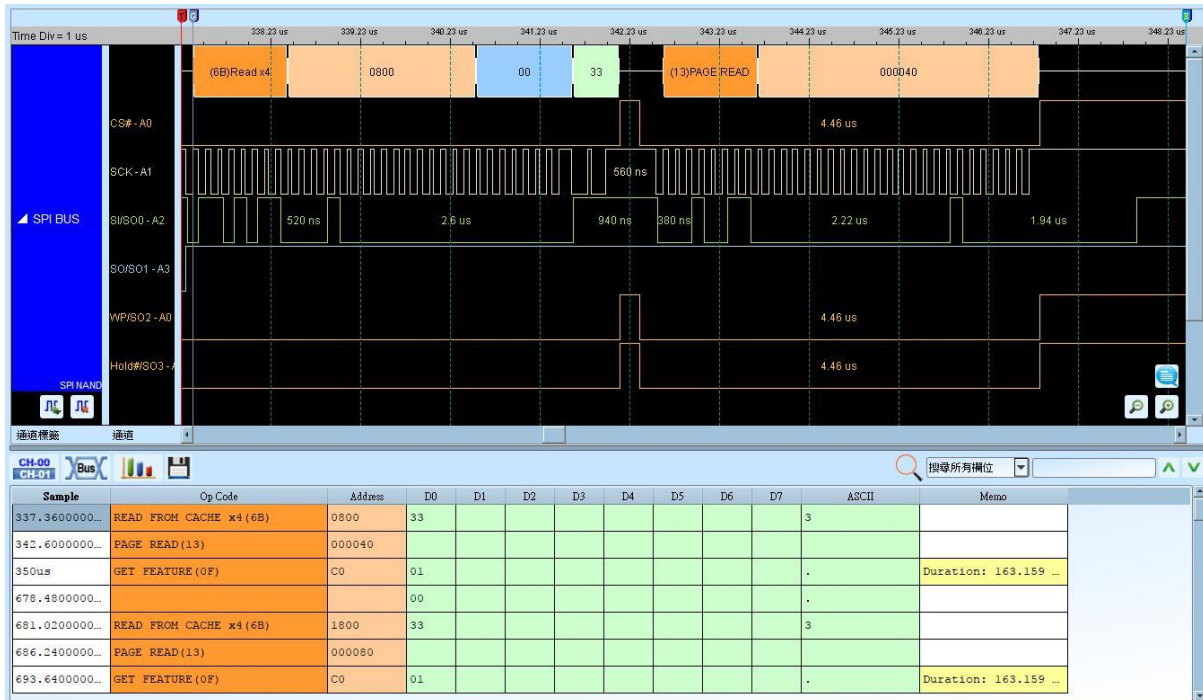 T C R
Time Div = 1 us 338.23 us 339.23 us 340.23 us 341.23 us 342.23 us 343.23 us 344.23 us 345.23 us 346.23 us 347.23 us 348.23 us
(6B)Read x4 0800 00 33 (13)PAGE READ 000040
CS# - A0 4.46 us
SCK - A1 560 ns
SPI BUS SI/SO0 - A2 520 ns 2.6 us 940 ns 380 ns 2.22 us 1.94 us
SO/SO1 - A3
WP/SO2 - A0 4.46 us
Hold#/SO3 - 4.46 us
SPI NAND
通道標籤 通道
CH-00
CH-01 Bus 搜尋所有欄位
Sample Op Code Address D0 D1 D2 D3 D4 D5 D6 D7 ASCII Memo
337.3600000... READ FROM CACHE x4(6B) 0800 33 3
342.6000000... PAGE READ(13) 000040
350us GET FEATURE(0F) C0 01 . Duration: 163.159 ...
678.4800000... 00 .
681.0200000... READ FROM CACHE x4(6B) 1800 33 3
686.2400000... PAGE READ(13) 000080
693.6400000... GET FEATURE(0F) C0 01 . Duration: 163.159 ...